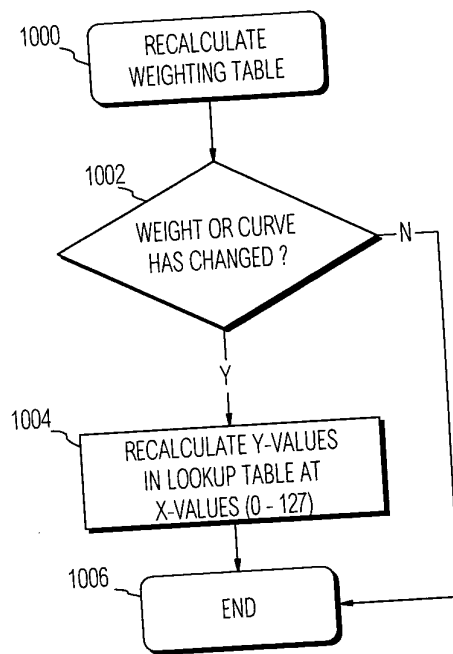 1000
RECALCULATE
WEIGHTING TABLE
1002
WEIGHT OR CURVE
HAS CHANGED ?
N
Y
1004
RECALCULATE Y-VALUES
IN LOOKUP TABLE AT
X-VALUES (0 - 127)
1006
END